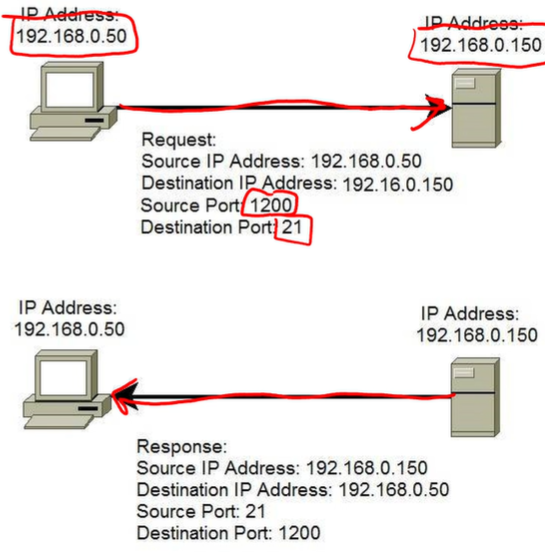 IP Address:
192.168.0.50
IP Address:
192.168.0.150
Request:
Source IP Address: 192.168.0.50
Destination IP Address: 192.16.0.150
Source Port: 1200
Destination Port: 21
IP Address:
192.168.0.50
IP Address:
192.168.0.150
Response:
Source IP Address: 192.168.0.150
Destination IP Address: 192.168.0.50
Source Port: 21
Destination Port: 1200